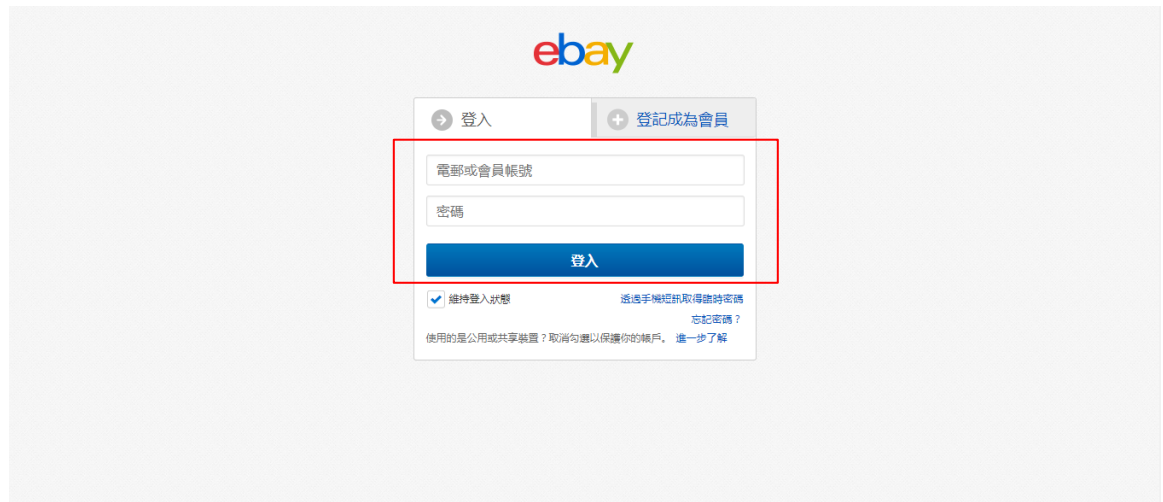 ebay
登入 登記成為會員
電郵或會員帳號
密碼
登入
維持登入狀態 透過手機短訊取得臨時密碼
忘記密碼？
使用的是公用或共享裝置？取消勾選以保護你的帳戶。 進一步了解